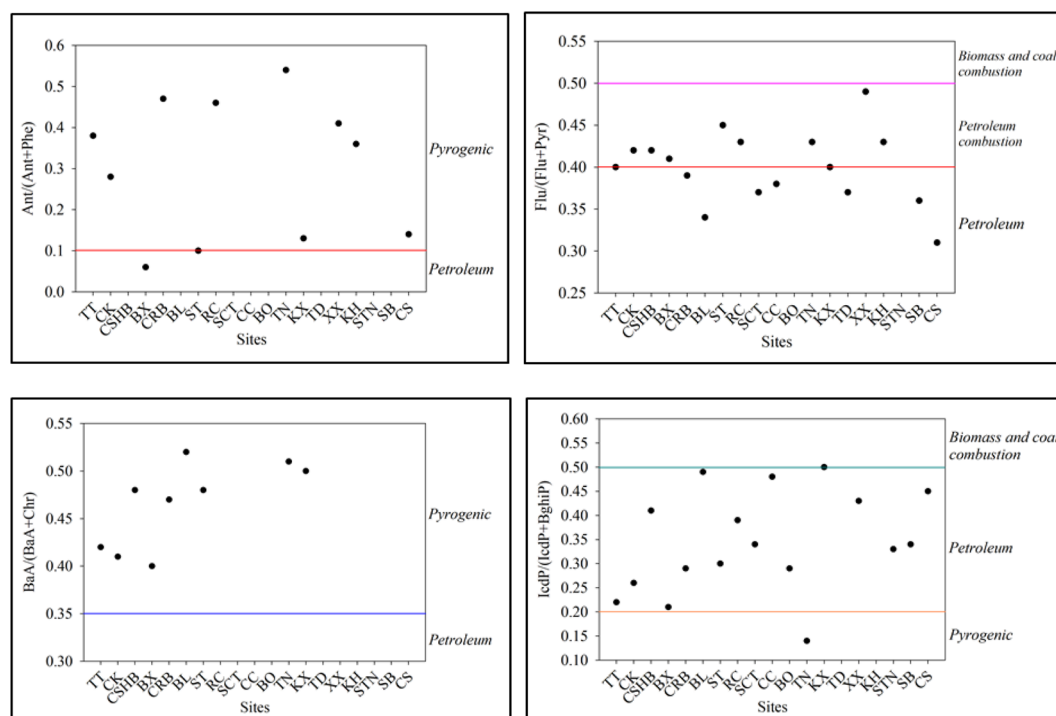 0.6
0.5
0.4
0.3
0.2
0.1
0.0
Ant/(Ant+Phe)
Pyrogenic
Petroleum
TT CK CSHB BX CRB BL ST RC SCT CC BO TN KX TD XX KH STN SB CS
Sites
0.55
0.50
0.45
0.40
0.35
0.30
0.25
Flu/(Flu+Pyr)
Biomass and coal
combustion
Petroleum
combustion
Petroleum
TT CK CSHB BX CRB BL ST RC SCT CC BO TN KX TD XX KH STN SB CS
Sites
0.55
0.50
0.45
0.40
0.35
0.30
BaA/(BaA+Chr)
Pyrogenic
Petroleum
TT CK CSHB BX CRB BL ST RC SCT CC BO TN KX TD XX KH STN SB CS
Sites
0.60
0.55
0.50
0.45
0.40
0.35
0.30
0.20
0.15
0.10
IcdP/(IcdP+BghiP)
Biomass and coal
combustion
Petroleum
Pyrogenic
TT CK CSHB BX CRB BL ST RC SCT CC BO TN KX TD XX KH STN SB CS
Sites